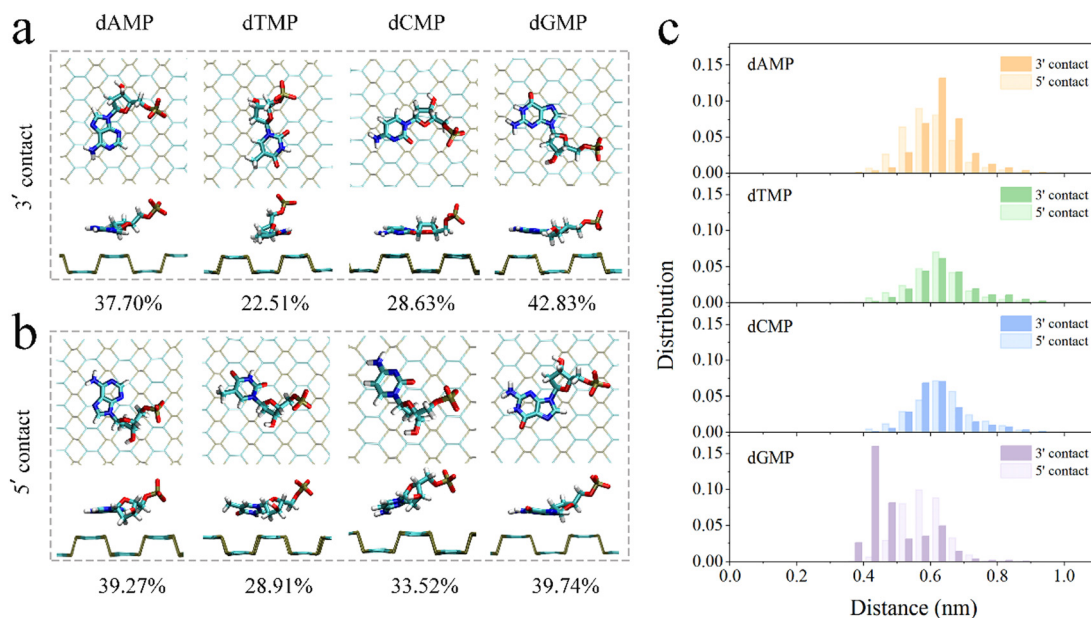 a
dAMP dTMP dCMP dGMP
3′ contact
37.70% 22.51% 28.63% 42.83%
b
5′ contact
39.27% 28.91% 33.52% 39.74%
c
Distribution
dAMP
3′ contact
5′ contact
0.15
0.10
0.05
0.00
dTMP
3′ contact
5′ contact
0.15
0.10
0.05
0.00
dCMP
3′ contact
5′ contact
0.15
0.10
0.05
0.00
dGMP
3′ contact
5′ contact
0.15
0.10
0.05
0.00
0.0 0.2 0.4 0.6 0.8 1.0
Distance (nm)